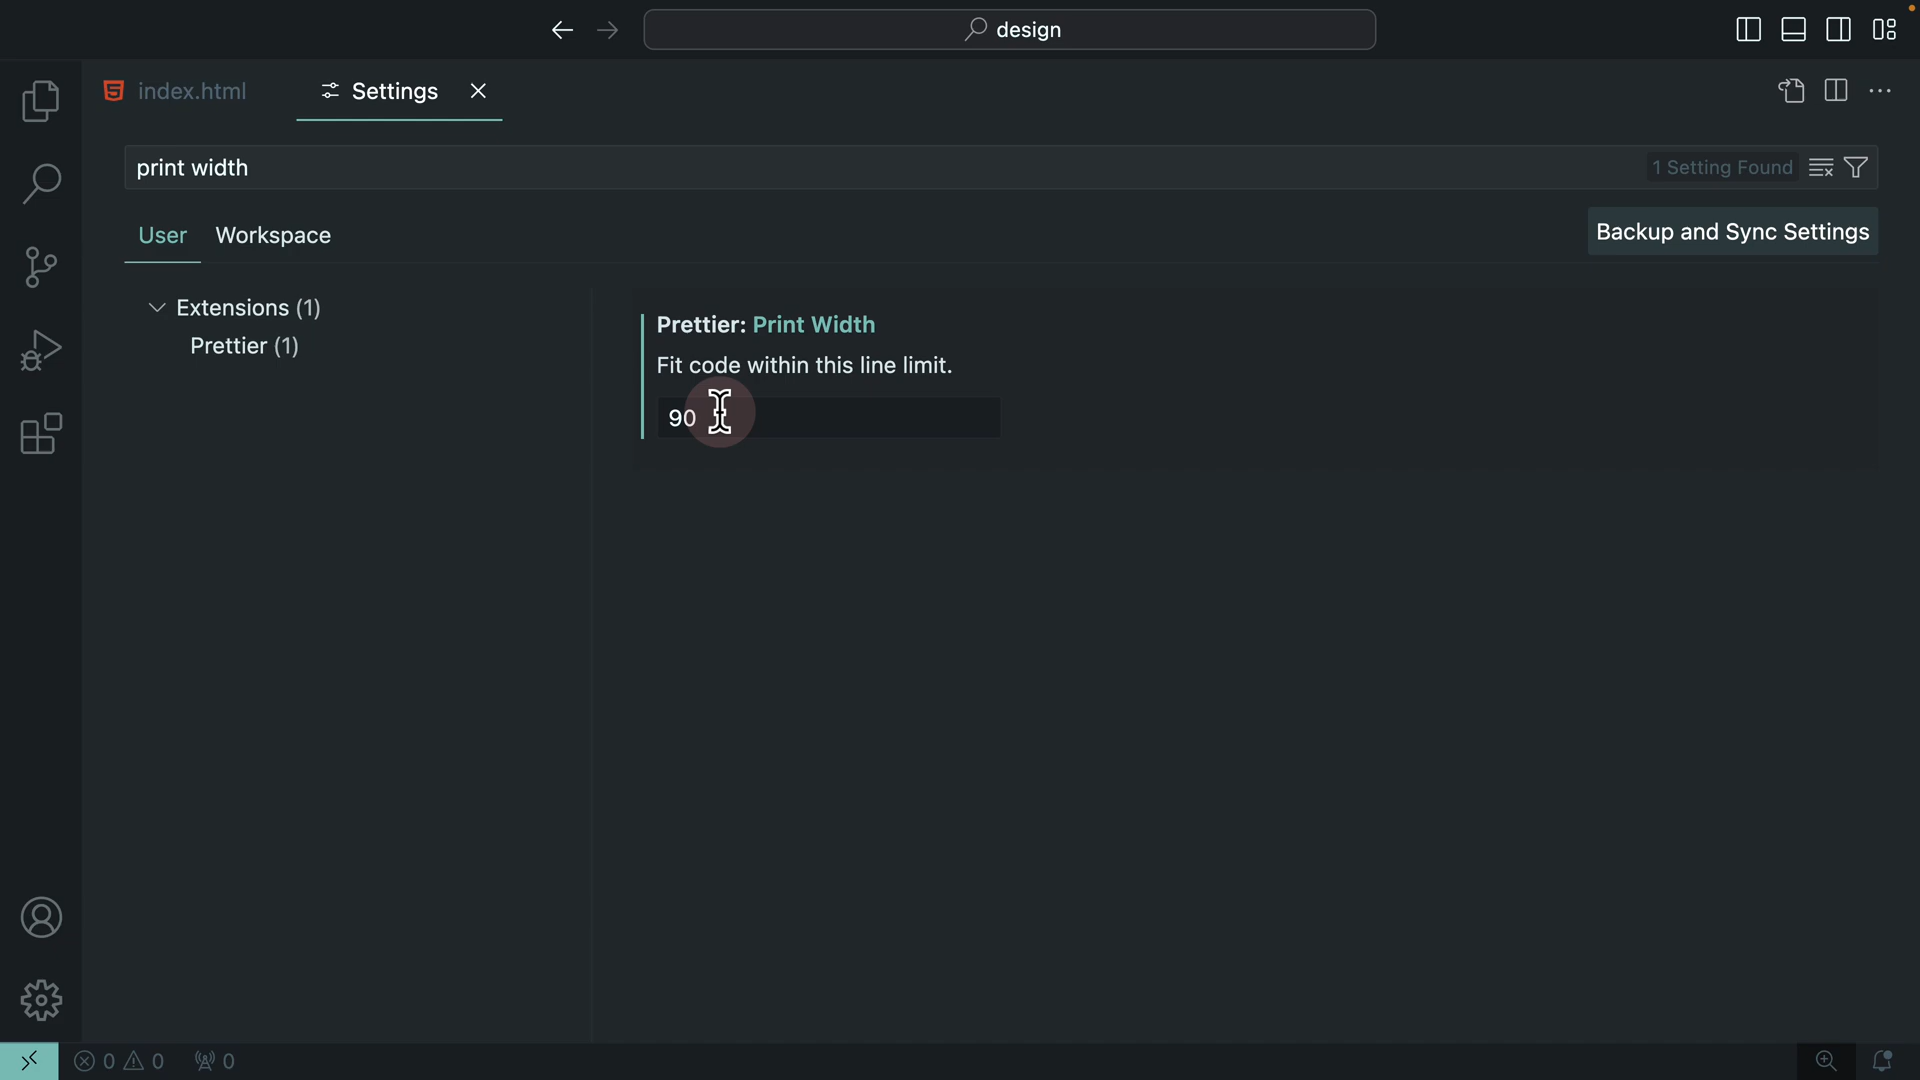 design
index.html
Settings
print width
1 Setting Found
User
Workspace
Backup and Sync Settings
Extensions (1)
Prettier (1)
Prettier: Print Width
Fit code within this line limit.
90
0
0
0